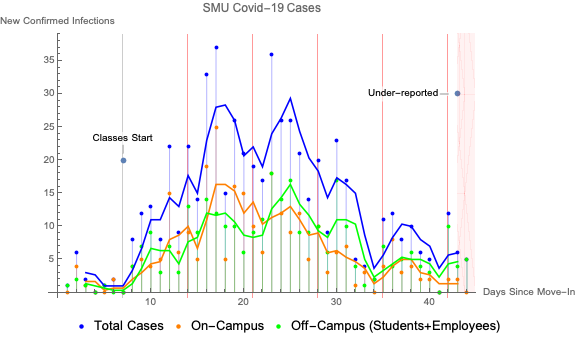 SMU Covid-19 Cases
New Confirmed Infections
35
30
25
20
15
10
5
Under-reported
Classes Start
10
20
30
40
Days Since Move-In
Total Cases
On-Campus
Off-Campus (Students+Employees)